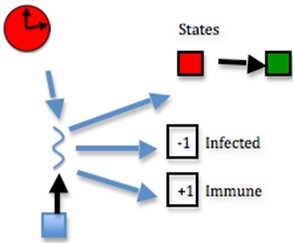 States
-1 Infected
+1 Immune